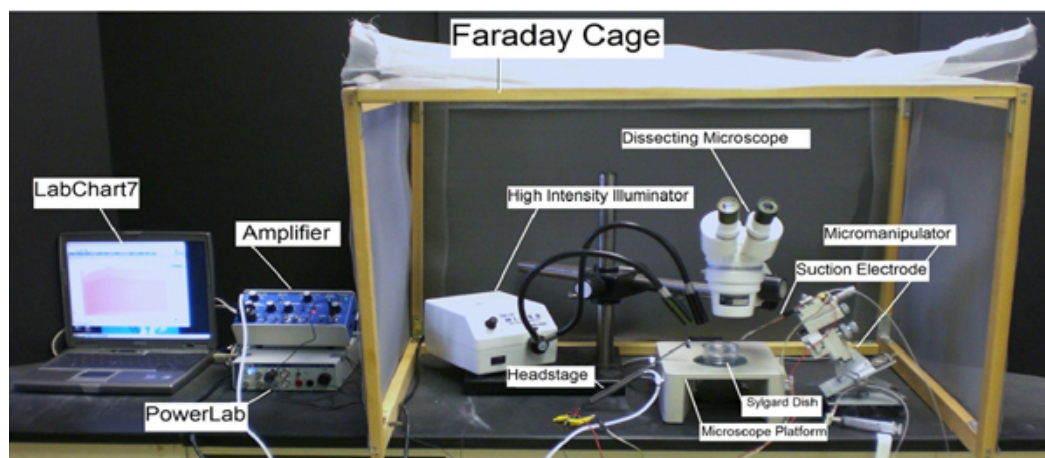 Faraday Cage
Dissecting Microscope
LabChart7
High Intensity Illuminator
Amplifier
Micromanipulator
Suction Electrode
Headstage
Sylgard Dish
PowerLab
Microscope Platform